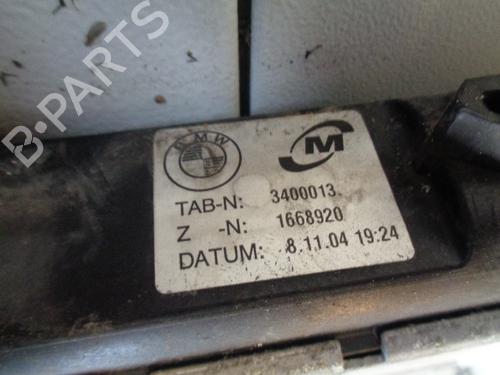 B-PARTS
BMW
M
TAB-N: 3400013.
Z -N: 1668920
DATUM: 8.11.04 19:24